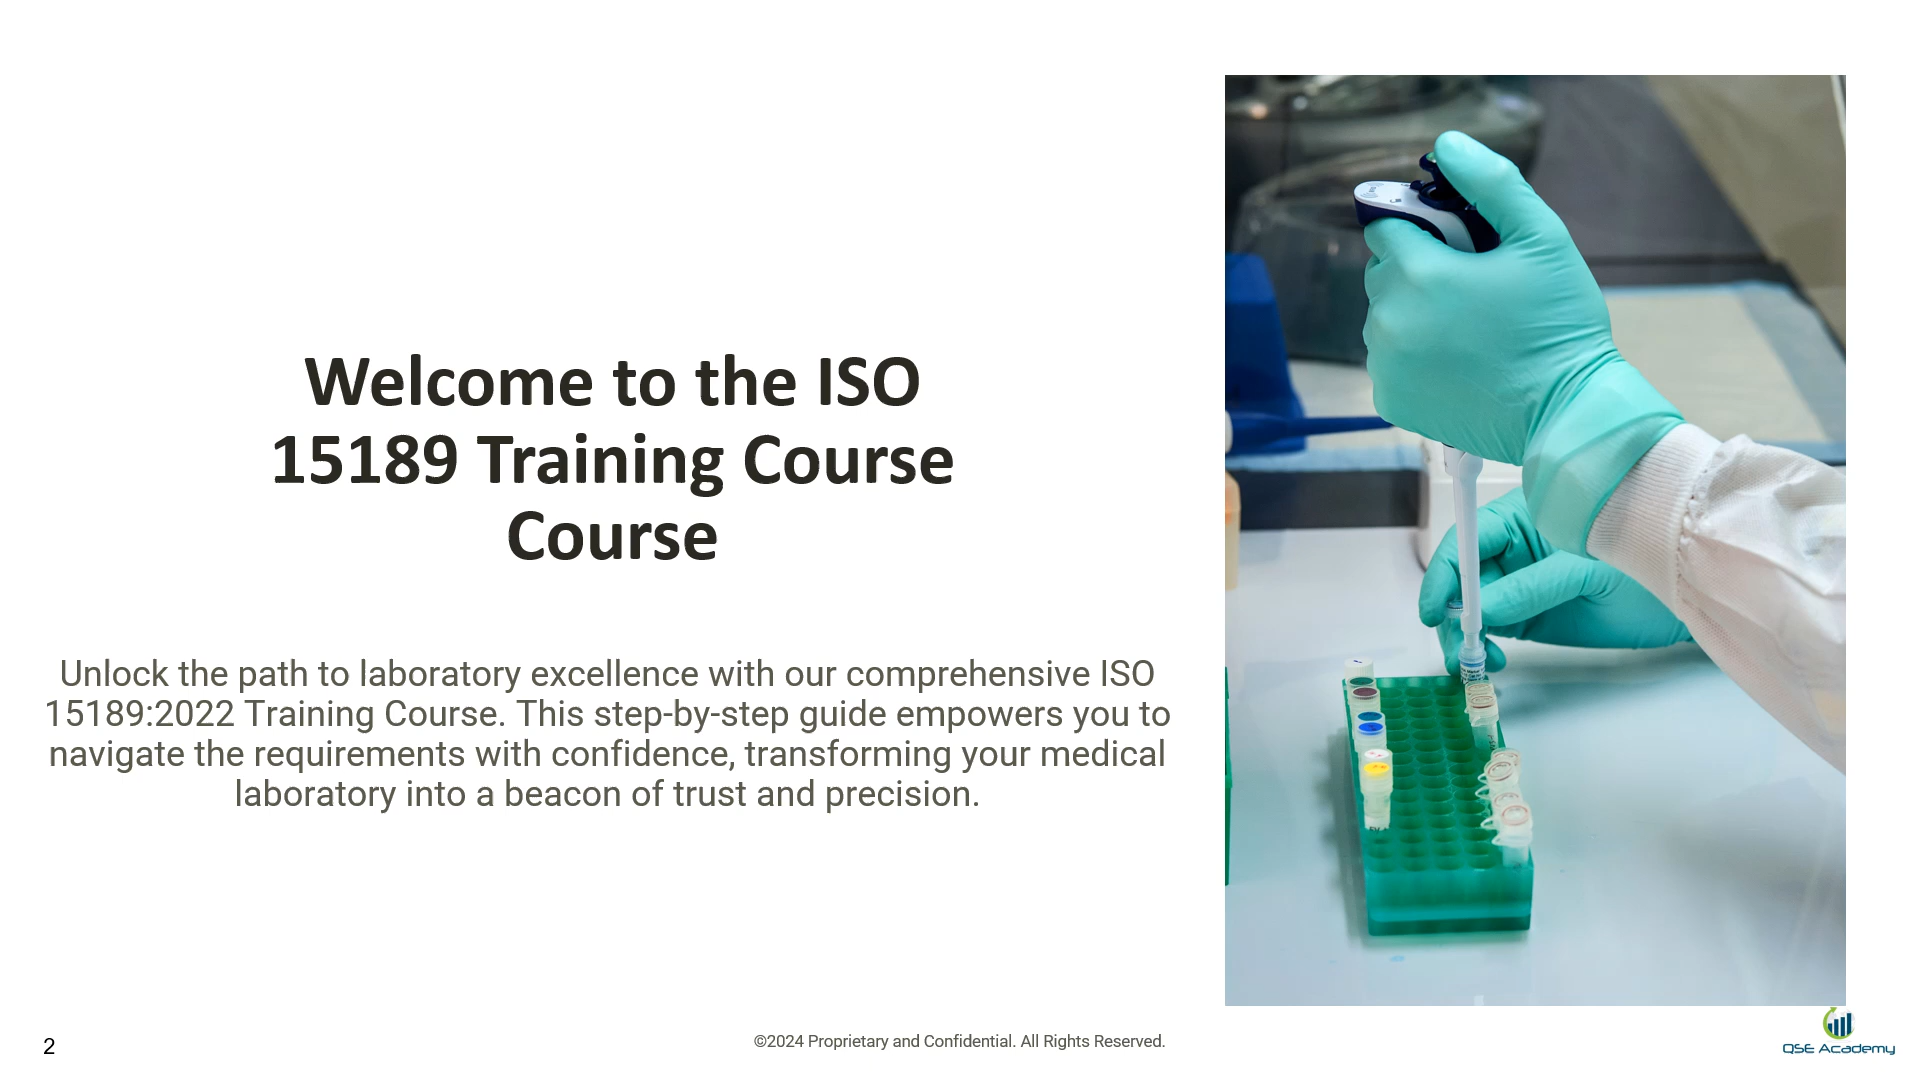 Welcome to the ISO
15189 Training Course
Course
Unlock the path to laboratory excellence with our comprehensive ISO
15189:2022 Training Course. This step-by-step guide empowers you to
navigate the requirements with confidence, transforming your medical
laboratory into a beacon of trust and precision.
2
©2024 Proprietary and Confidential. All Rights Reserved.
QSE Academy